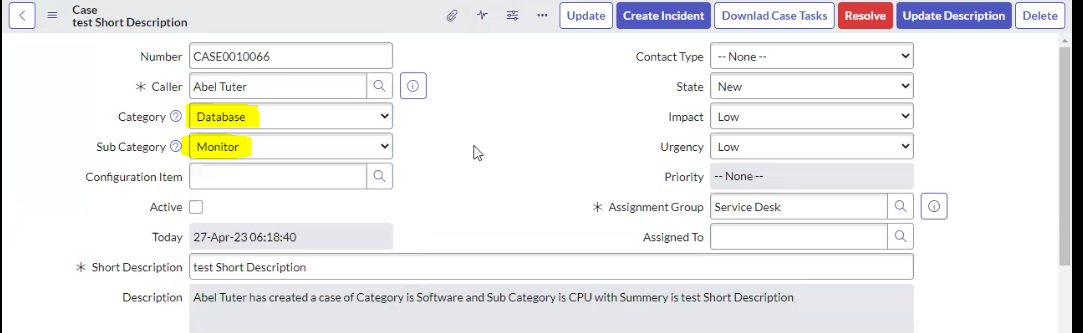 Case
test Short Description
Update
Create Incident
Downlad Case Tasks
Resolve
Update Description
Delete
Number CASE0010066
Contact Type -- None --
Caller Abel Tuter
State New
Category Database
Impact Low
Sub Category Monitor
Urgency Low
Configuration Item
Priority -- None --
Active
Assignment Group Service Desk
Today 27-Apr-23 06:18:40
Assigned To
Short Description test Short Description
Description Abel Tuter has created a case of Category is Software and Sub Category is CPU with Summery is test Short Description